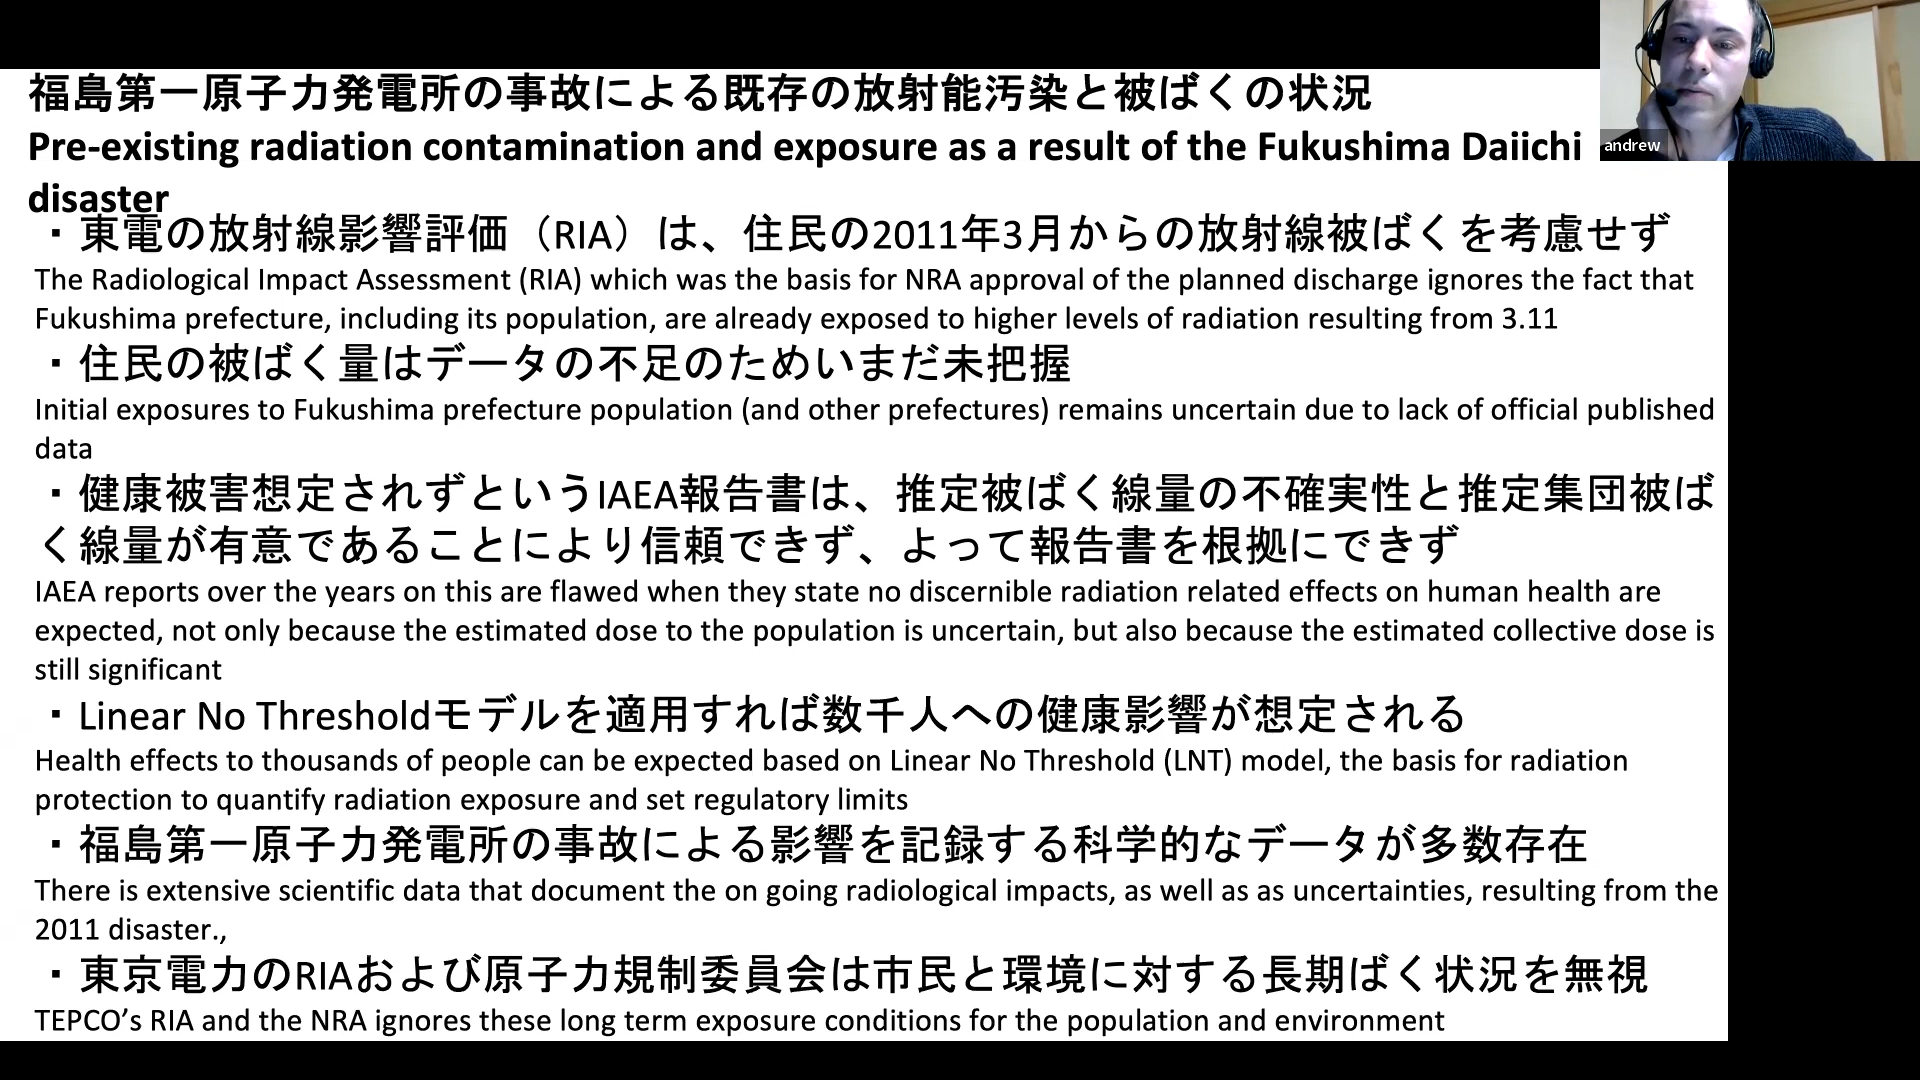 福島第一原子力発電所の事故による既存の放射能汚染と被ばくの状況
Pre-existing radiation contamination and exposure as a result of the Fukushima Daiichi
disaster
・東電の放射線影響評価（RIA）は、住民の2011年3月からの放射線被ばくを考慮せず
The Radiological Impact Assessment (RIA) which was the basis for NRA approval of the planned discharge ignores the fact that
Fukushima prefecture, including its population, are already exposed to higher levels of radiation resulting from 3.11
・住民の被ばく量はデータの不足のためいまだ未把握
Initial exposures to Fukushima prefecture population (and other prefectures) remains uncertain due to lack of official published
data
・健康被害想定されずというIAEA報告書は、推定被ばく線量の不確実性と推定集団被ば
く線量が有意であることにより信頼できず、よって報告書を根拠にできず
IAEA reports over the years on this are flawed when they state no discernible radiation related effects on human health are
expected, not only because the estimated dose to the population is uncertain, but also because the estimated collective dose is
still significant
・Linear No Thresholdモデルを適用すれば数千人への健康影響が想定される
Health effects to thousands of people can be expected based on Linear No Threshold (LNT) model, the basis for radiation
protection to quantify radiation exposure and set regulatory limits
・福島第一原子力発電所の事故による影響を記録する科学的なデータが多数存在
There is extensive scientific data that document the on going radiological impacts, as well as as uncertainties, resulting from the
2011 disaster.,
・東京電力のRIAおよび原子力規制委員会は市民と環境に対する長期ばく状況を無視
TEPCO’s RIA and the NRA ignores these long term exposure conditions for the population and environment
andrew